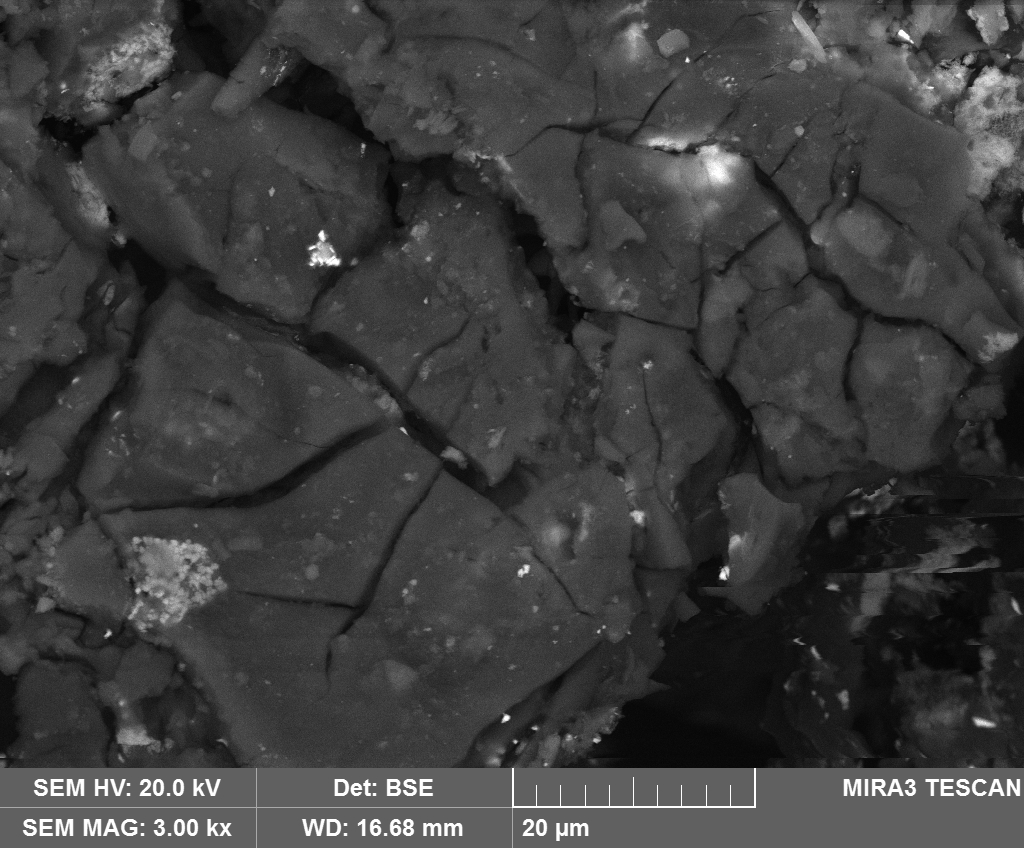 SEM HV: 20.0 kV Det: BSE MIRA3 TESCAN
SEM MAG: 3.00 kx WD: 16.68 mm 20 µm